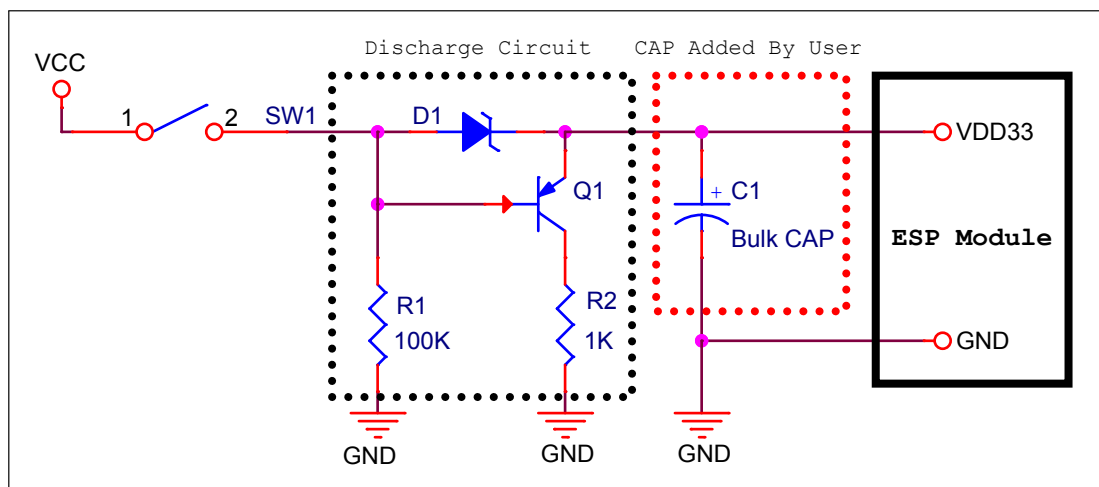 Discharge Circuit
CAP Added By User
VCC
1
2
SW1
D1
VDD33
Q1
+
C1
Bulk CAP
ESP Module
R1
100K
R2
1K
GND
GND
GND
GND